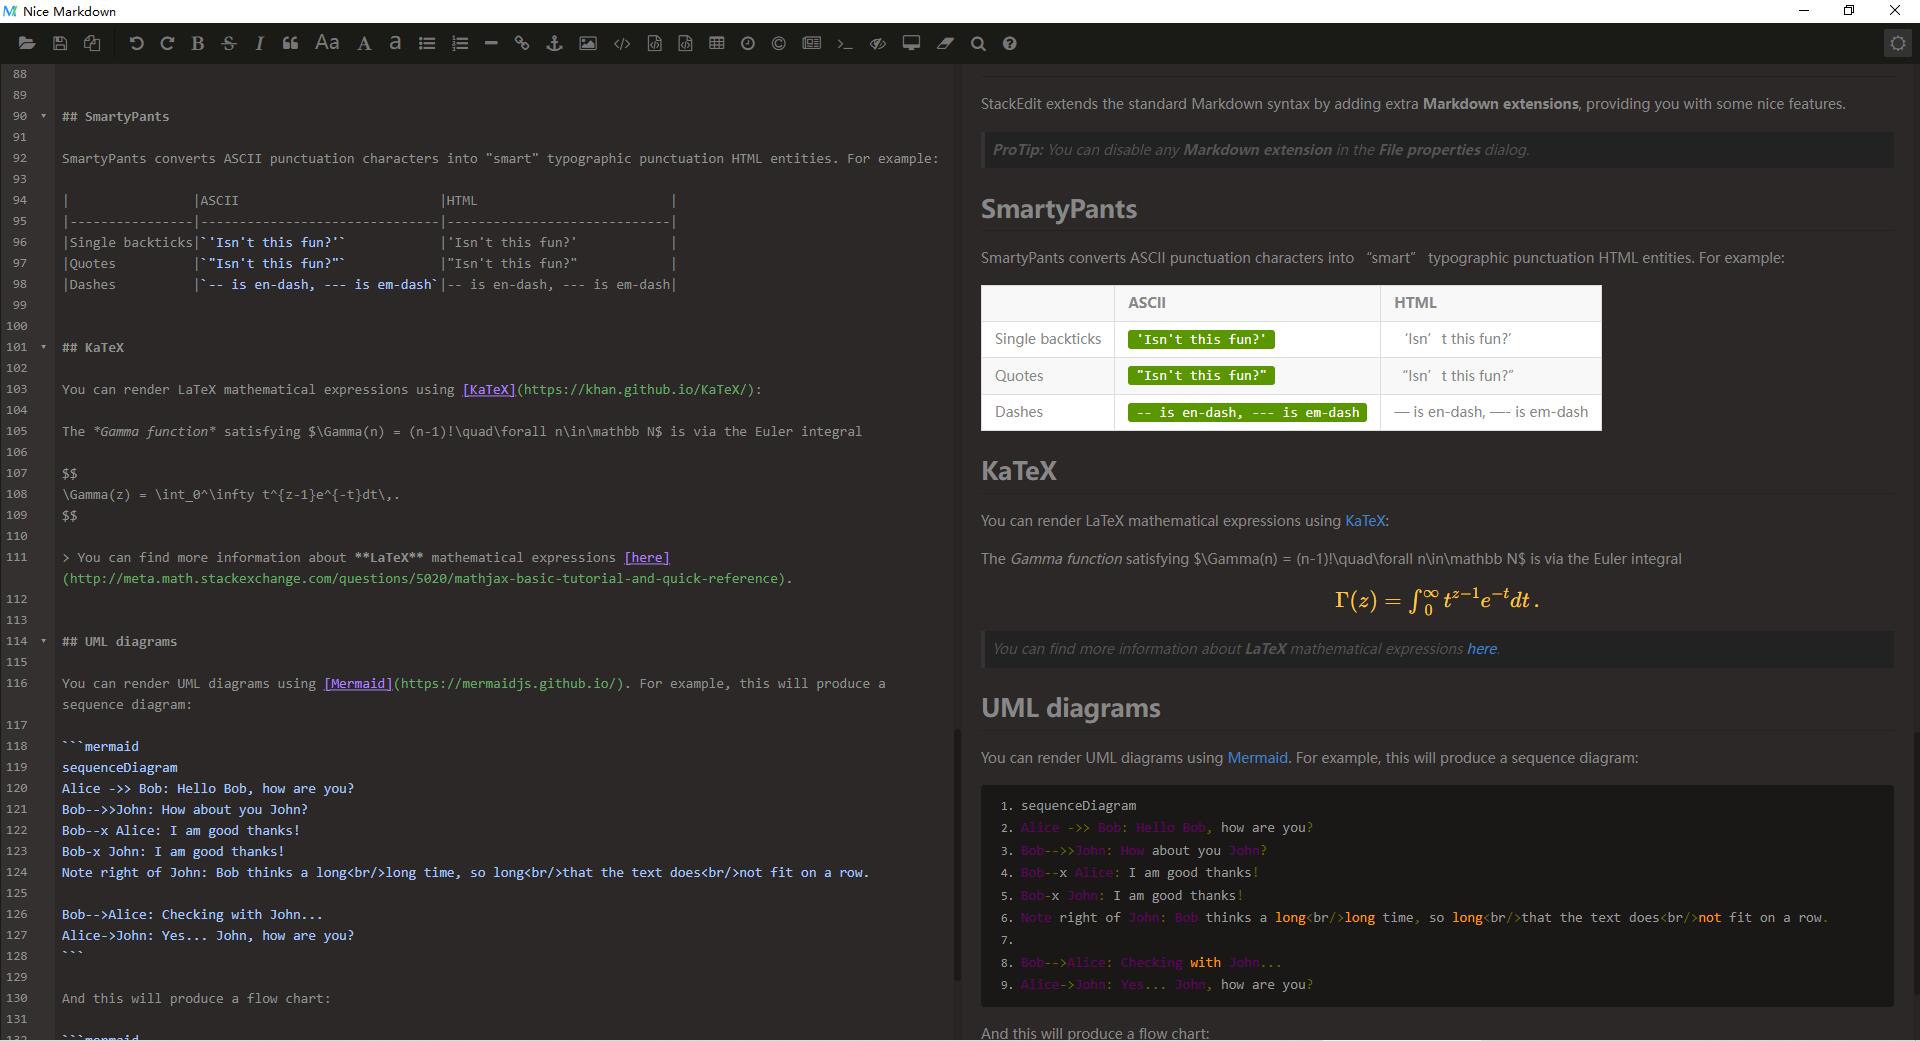 Nice Markdown
88
89
90 ## SmartyPants
91
92 SmartyPants converts ASCII punctuation characters into "smart" typographic punctuation HTML entities. For example:
93
94 |                |ASCII                          |HTML                         |
95 |----------------|-------------------------------|-----------------------------|
96 |Single backticks|`'Isn't this fun?'`            |'Isn't this fun?'            |
97 |Quotes          |`"Isn't this fun?"`            |"Isn't this fun?"            |
98 |Dashes          |`-- is en-dash, --- is em-dash`|-- is en-dash, --- is em-dash|
99
100
101 ## KaTeX
102
103 You can render LaTeX mathematical expressions using [KaTeX](https://khan.github.io/KaTeX/):
104
105 The *Gamma function* satisfying $\Gamma(n) = (n-1)!\quad\forall n\in\mathbb N$ is via the Euler integral
106
107 $$
108 \Gamma(z) = \int_0^\infty t^{z-1}e^{-t}dt\,.
109 $$
110
111 > You can find more information about **LaTeX** mathematical expressions [here]
(http://meta.math.stackexchange.com/questions/5020/mathjax-basic-tutorial-and-quick-reference).
112
113
114 ## UML diagrams
115
116 You can render UML diagrams using [Mermaid](https://mermaidjs.github.io/). For example, this will produce a
sequence diagram:
117
118 ```mermaid
119 sequenceDiagram
120 Alice ->> Bob: Hello Bob, how are you?
121 Bob-->>John: How about you John?
122 Bob--x Alice: I am good thanks!
123 Bob-x John: I am good thanks!
124 Note right of John: Bob thinks a long<br/>long time, so long<br/>that the text does<br/>not fit on a row.
125
126 Bob-->Alice: Checking with John...
127 Alice->John: Yes... John, how are you?
128 ```
129
130 And this will produce a flow chart:
131
132 ```mermaid
StackEdit extends the standard Markdown syntax by adding extra Markdown extensions, providing you with some nice features.
ProTip: You can disable any Markdown extension in the File properties dialog.
SmartyPants
SmartyPants converts ASCII punctuation characters into “smart” typographic punctuation HTML entities. For example:
ASCII HTML
Single backticks 'Isn't this fun?' ‘Isn’t this fun?’
Quotes "Isn't this fun?" “Isn’t this fun?”
Dashes -- is en-dash, --- is em-dash — is en-dash, —- is em-dash
KaTeX
You can render LaTeX mathematical expressions using KaTeX:
The Gamma function satisfying $\Gamma(n) = (n-1)!\quad\forall n\in\mathbb N$ is via the Euler integral
Γ(z) = ∫₀^∞ t^{z−1}e^{−t}dt .
You can find more information about LaTeX mathematical expressions here.
UML diagrams
You can render UML diagrams using Mermaid. For example, this will produce a sequence diagram:
1. sequenceDiagram
2. Alice ->> Bob: Hello Bob, how are you?
3. Bob-->>John: How about you John?
4. Bob--x Alice: I am good thanks!
5. Bob-x John: I am good thanks!
6. Note right of John: Bob thinks a long<br/>long time, so long<br/>that the text does<br/>not fit on a row.
7.
8. Bob-->Alice: Checking with John...
9. Alice->John: Yes... John, how are you?
And this will produce a flow chart: